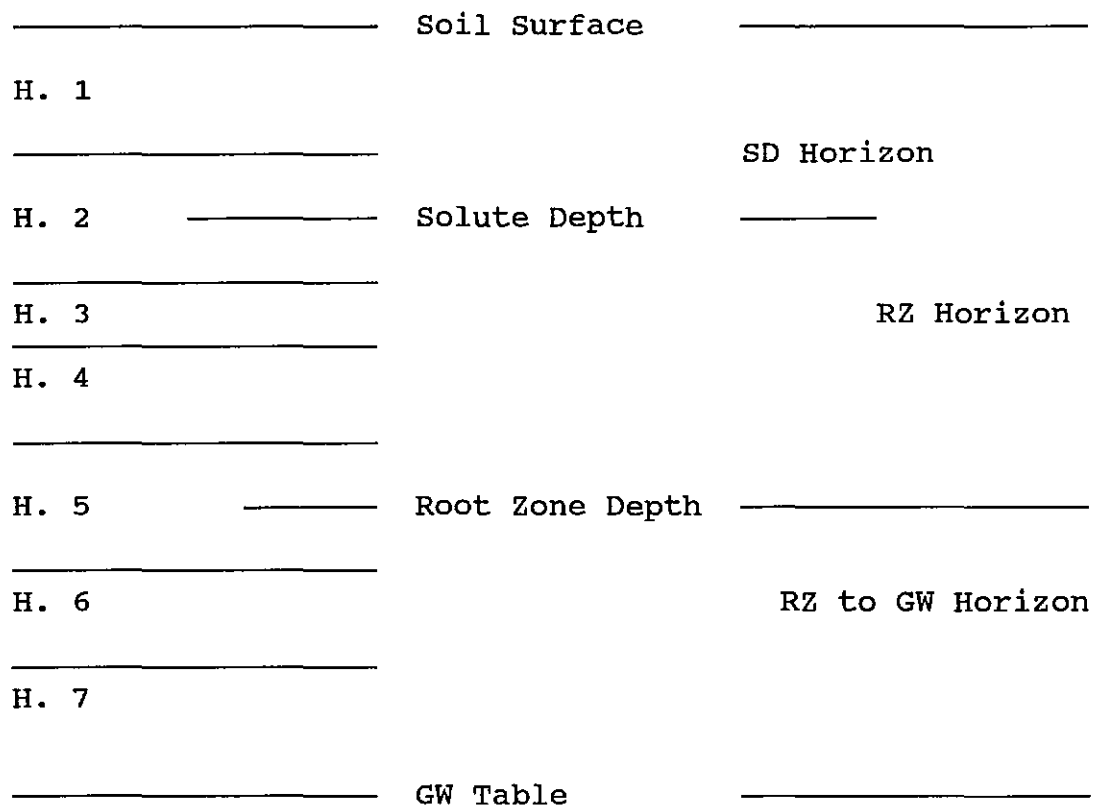 Soil Surface
H. 1
SD Horizon
H. 2 Solute Depth
H. 3 RZ Horizon
H. 4
H. 5 Root Zone Depth
H. 6 RZ to GW Horizon
H. 7
GW Table